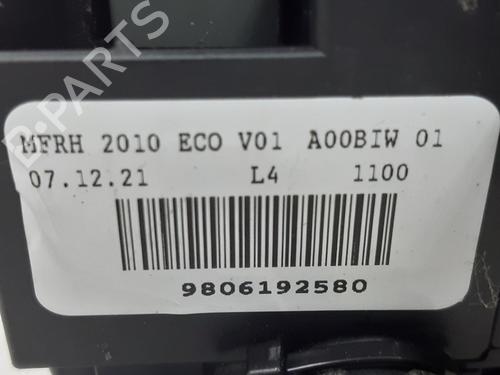 B-PARTS
MFRH 2010 ECO V01 A00BIW 01
07.12.21 L4 1100
9806192580